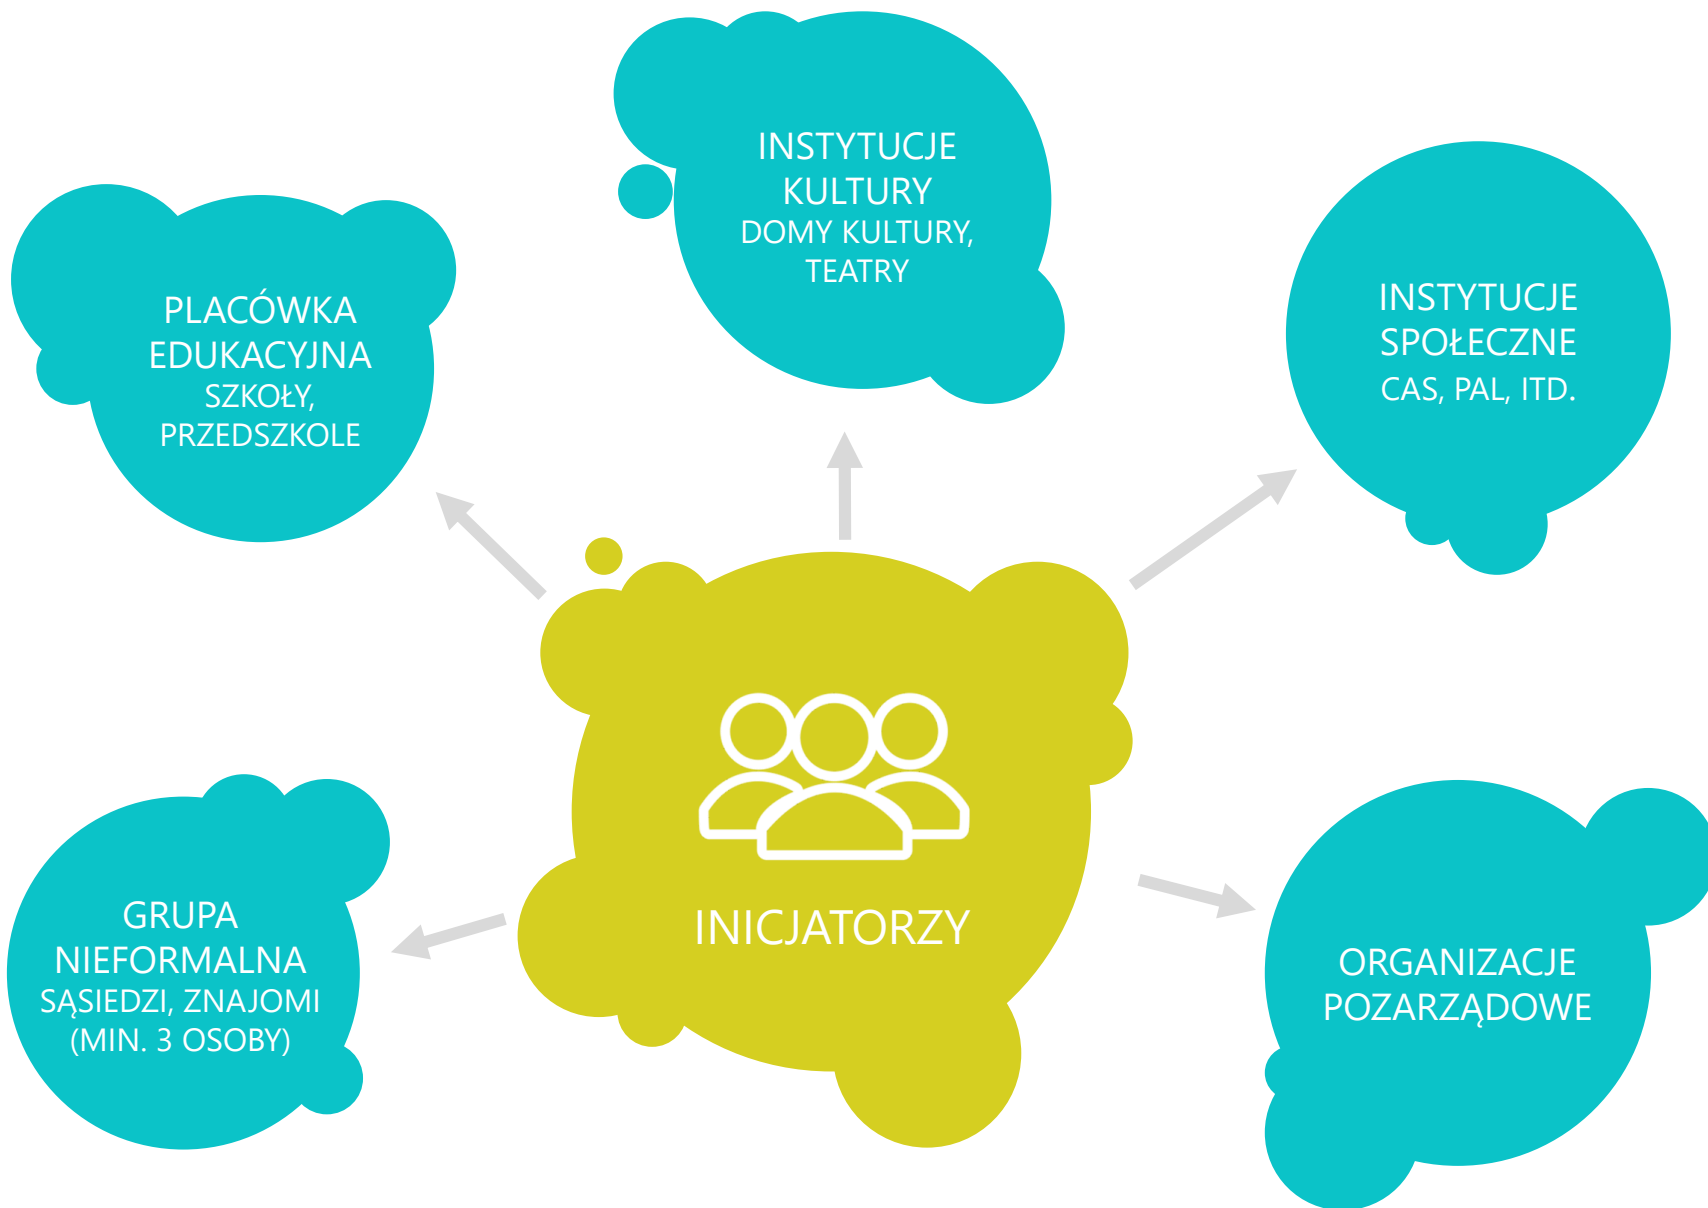 INSTYTUCJE
KULTURY
DOMY KULTURY,
TEATRY
PLACÓWKA
EDUKACYJNA
SZKOŁY,
PRZEDSZKOLE
INSTYTUCJE
SPOŁECZNE
CAS, PAL, ITD.
INICJATORZY
GRUPA
NIEFORMALNA
SĄSIEDZI, ZNAJOMI
(MIN. 3 OSOBY)
ORGANIZACJE
POZARZĄDOWE